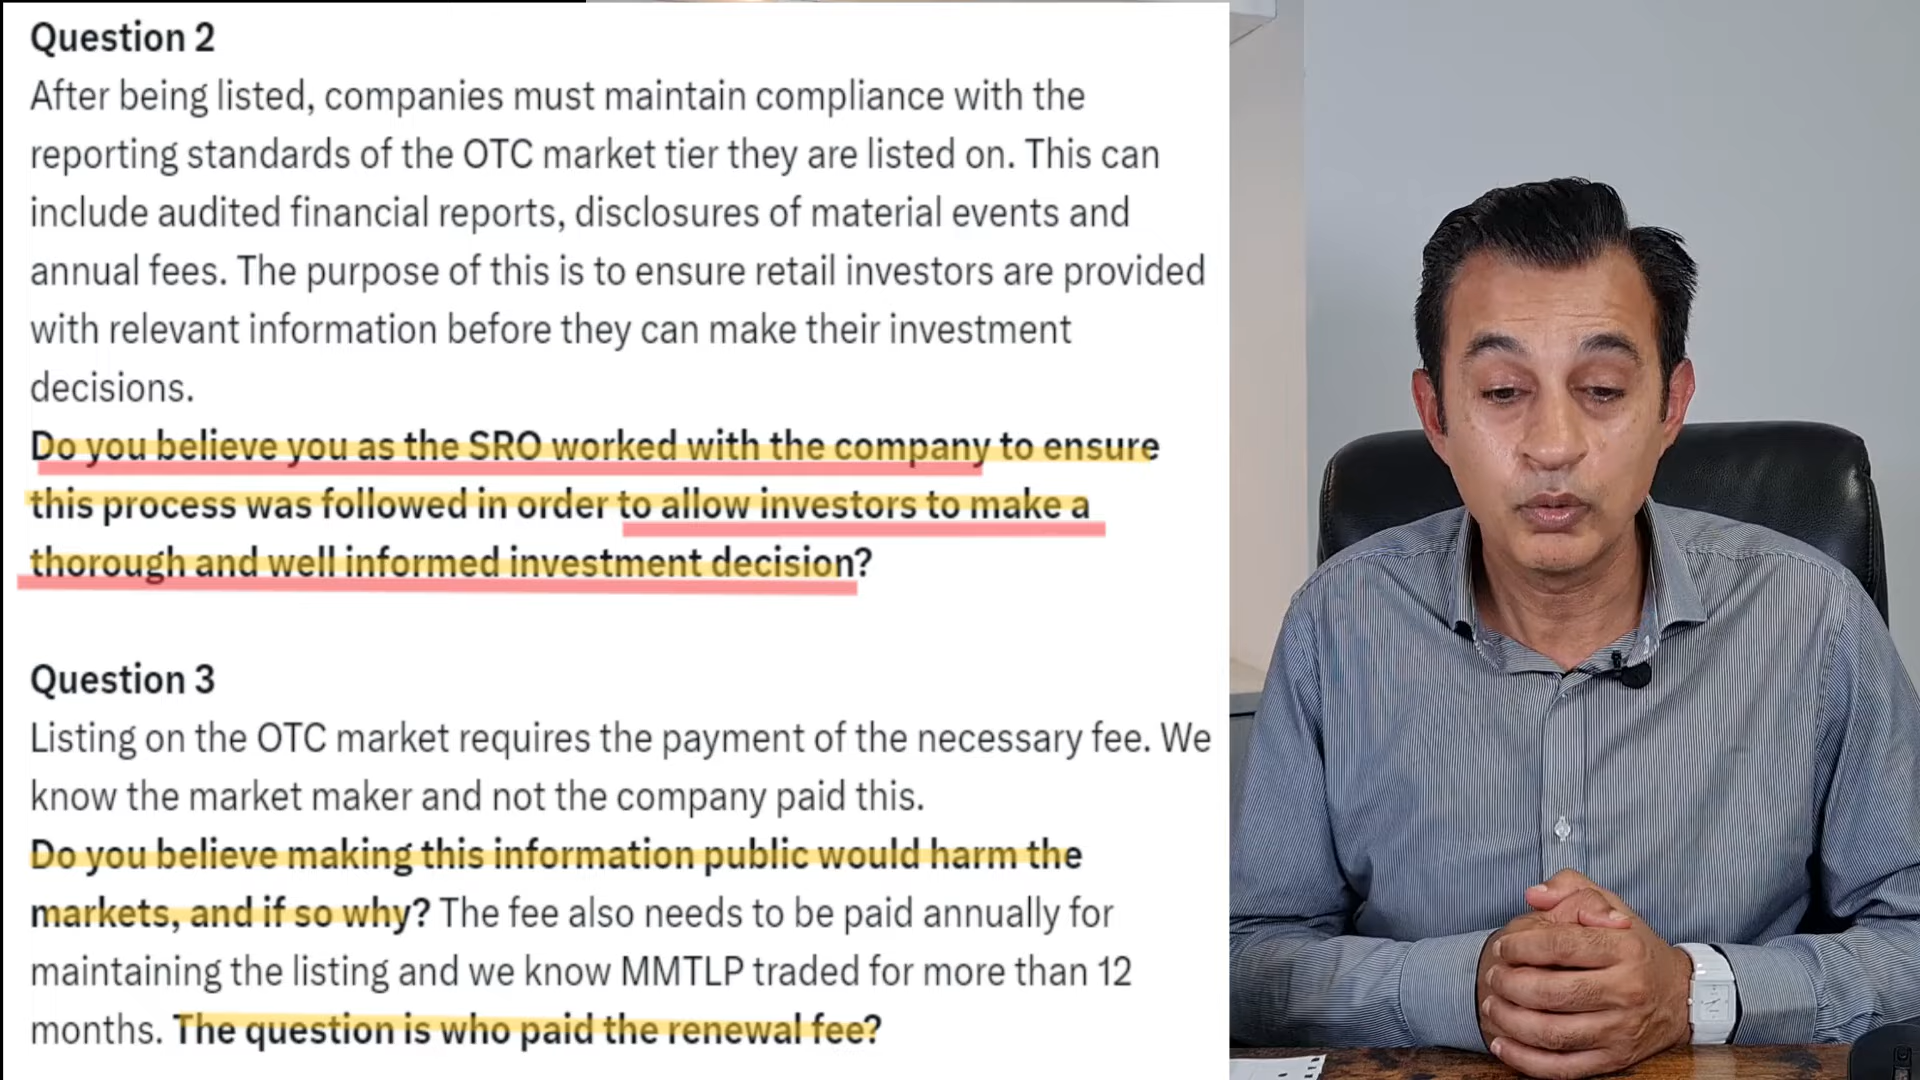 Question 2
After being listed, companies must maintain compliance with the
reporting standards of the OTC market tier they are listed on. This can
include audited financial reports, disclosures of material events and
annual fees. The purpose of this is to ensure retail investors are provided
with relevant information before they can make their investment
decisions.
Do you believe you as the SRO worked with the company to ensure
this process was followed in order to allow investors to make a
thorough and well informed investment decision?
Question 3
Listing on the OTC market requires the payment of the necessary fee. We
know the market maker and not the company paid this.
Do you believe making this information public would harm the
markets, and if so why? The fee also needs to be paid annually for
maintaining the listing and we know MMTLP traded for more than 12
months. The question is who paid the renewal fee?